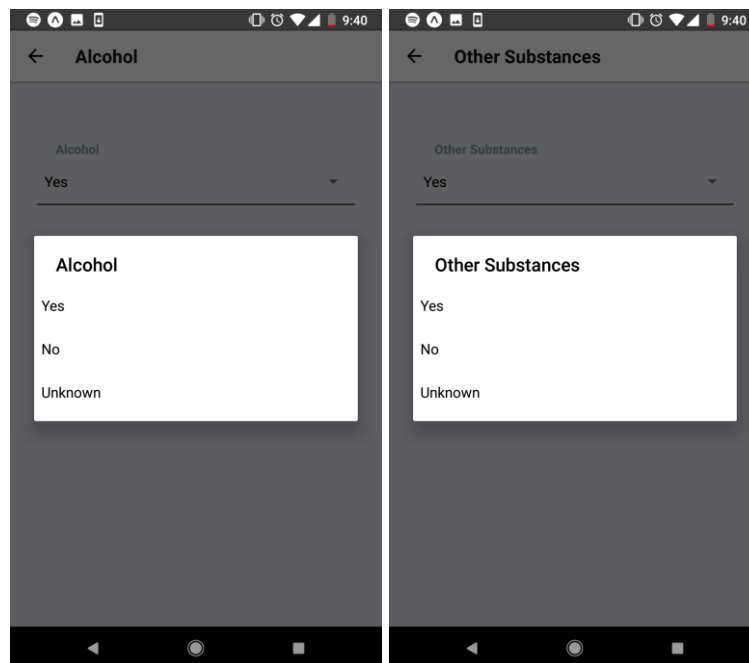 9:40
Alcohol
Alcohol
Yes
Alcohol
Yes
No
Unknown
9:40
Other Substances
Other Substances
Yes
Other Substances
Yes
No
Unknown